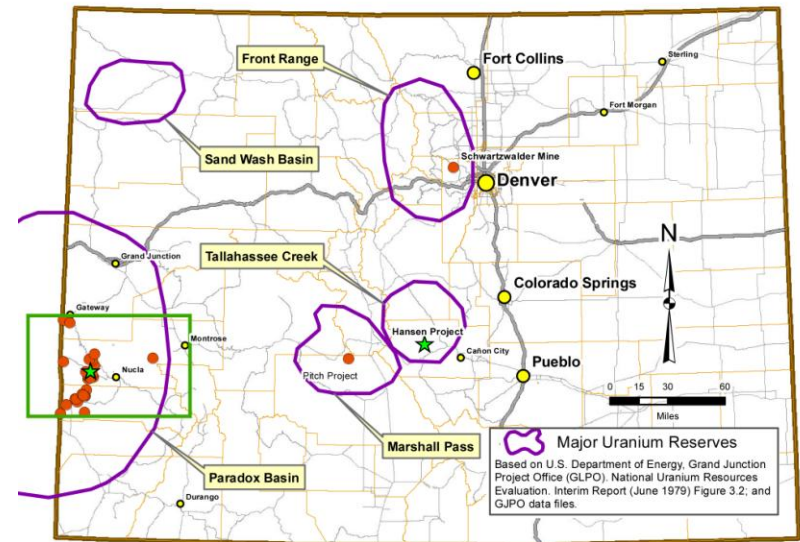 Front Range
Fort Collins
Sterling
Fort Morgan
Sand Wash Basin
Schwartzwalder Mine
Denver
N
Tallahassee Creek
Grand Junction
Colorado Springs
Gateway
Hansen Project
Montrose
Cañon City
Pueblo
Nucla
Pitch Project
0 15 30 60
Miles
Marshall Pass
Paradox Basin
Durango
Major Uranium Reserves
Based on U.S. Department of Energy, Grand Junction
Project Office (GLPO). National Uranium Resources
Evaluation. Interim Report (June 1979) Figure 3.2; and
GJPO data files.